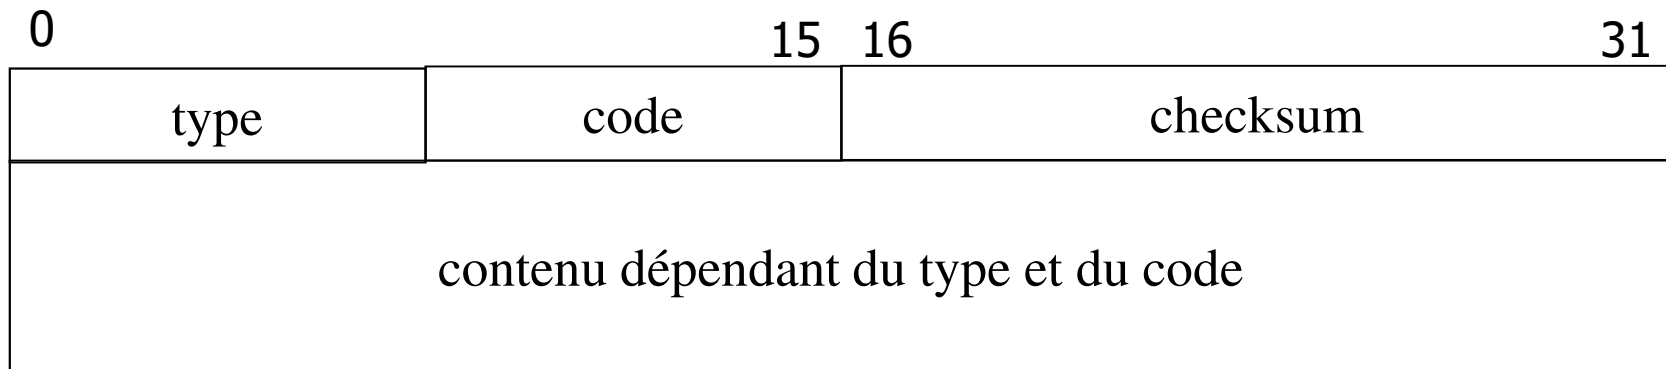 0 15 16 31
type code checksum
contenu dépendant du type et du code